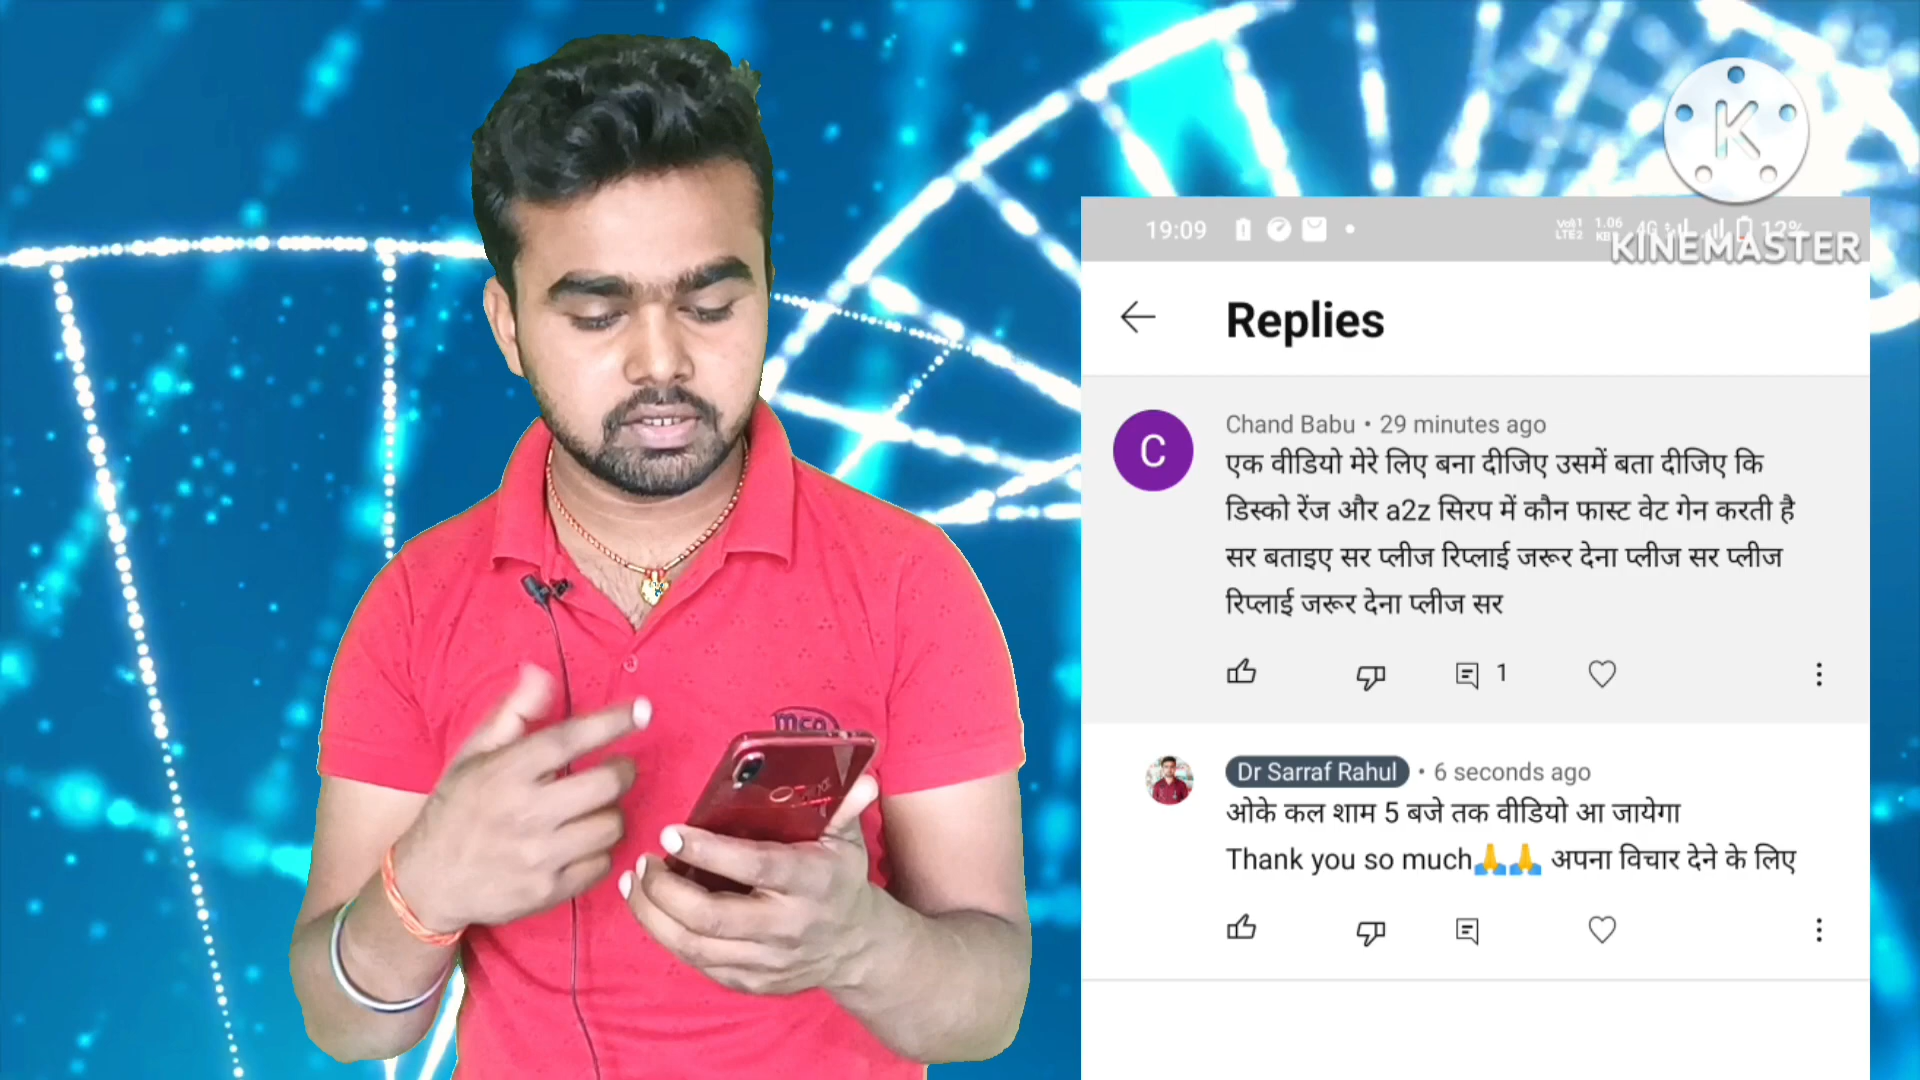 K
KINEMASTER
19:09
Replies
Chand Babu • 29 minutes ago
C
एक वीडियो मेरे लिए बना दीजिए उसमें बता दीजिए कि
डिस्को रेंज और a2z सिरप में कौन फास्ट वेट गेन करती है
सर बताइए सर प्लीज रिप्लाई जरूर देना प्लीज सर प्लीज
रिप्लाई जरूर देना प्लीज सर
1
Dr Sarraf Rahul • 6 seconds ago
ओके कल शाम 5 बजे तक वीडियो आ जायेगा
Thank you so much🙏🙏 अपना विचार देने के लिए